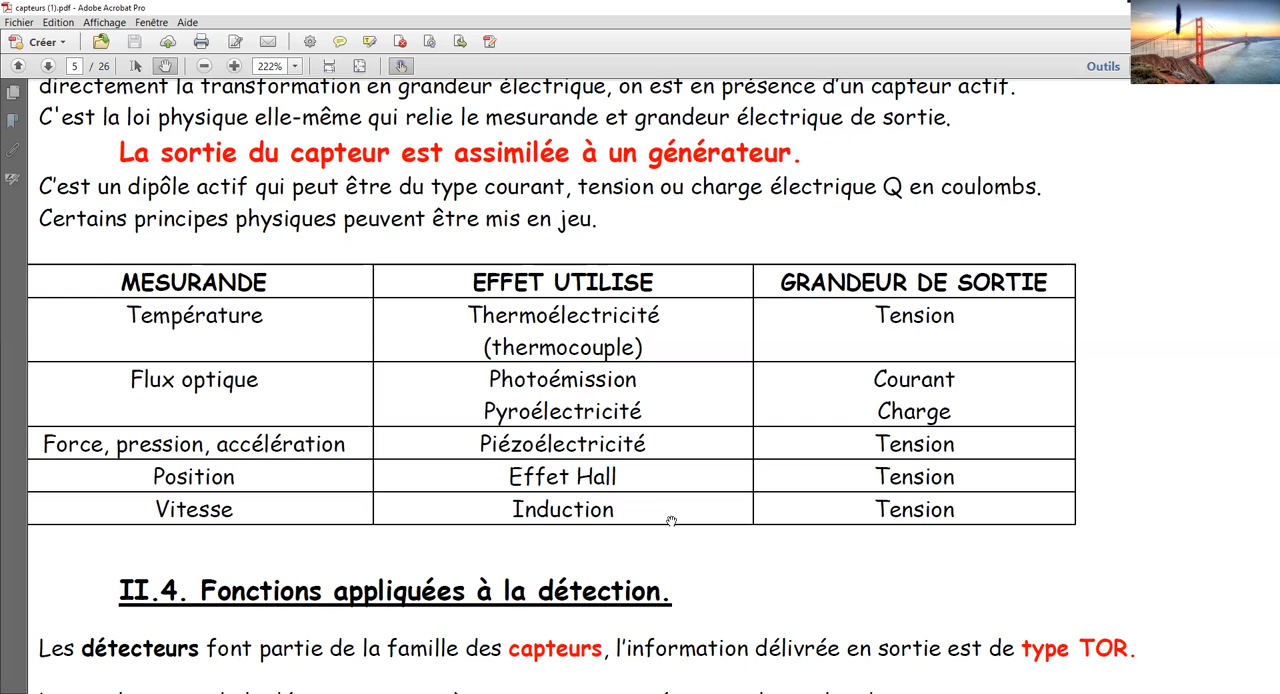 capteurs (1).pdf - Adobe Acrobat Pro
Fichier Edition Affichage Fenêtre Aide
Créer
5 / 26 222% Outils
directement la transformation en grandeur électrique, on est en présence d'un capteur actif.
C'est la loi physique elle-même qui relie le mesurande et grandeur électrique de sortie.
La sortie du capteur est assimilée à un générateur.
C'est un dipôle actif qui peut être du type courant, tension ou charge électrique Q en coulombs.
Certains principes physiques peuvent être mis en jeu.
MESURANDE EFFET UTILISE GRANDEUR DE SORTIE
Température Thermoélectricité Tension
(thermocouple)
Flux optique Photoémission Courant
Pyroélectricité Charge
Force, pression, accélération Piézoélectricité Tension
Position Effet Hall Tension
Vitesse Induction Tension
II.4. Fonctions appliquées à la détection.
Les détecteurs font partie de la famille des capteurs, l'information délivrée en sortie est de type TOR.